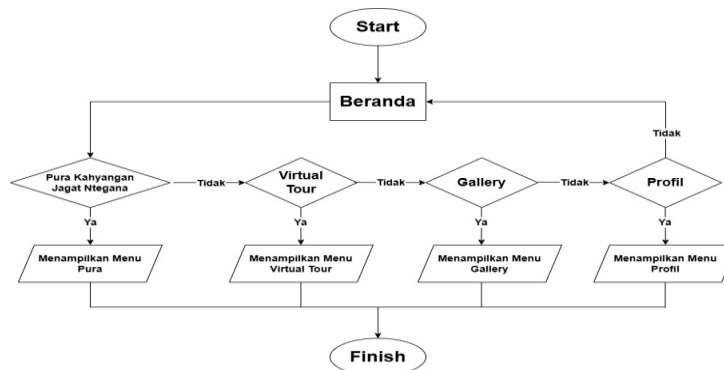 Start
Beranda
Tidak
Pura Kahyangan
Jagat Ntegana
Tidak
Virtual
Tour
Tidak
Gallery
Tidak
Profil
Ya
Ya
Ya
Ya
Menampilkan Menu
Pura
Menampilkan Menu
Virtual Tour
Menampilkan Menu
Gallery
Menampilkan Menu
Profil
Finish